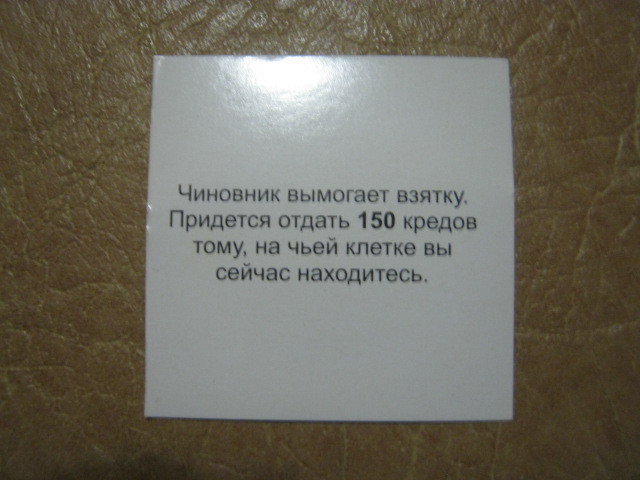 Чиновник вымогает взятку.
Придется отдать 150 кредов
тому, на чьей клетке вы
сейчас находитесь.